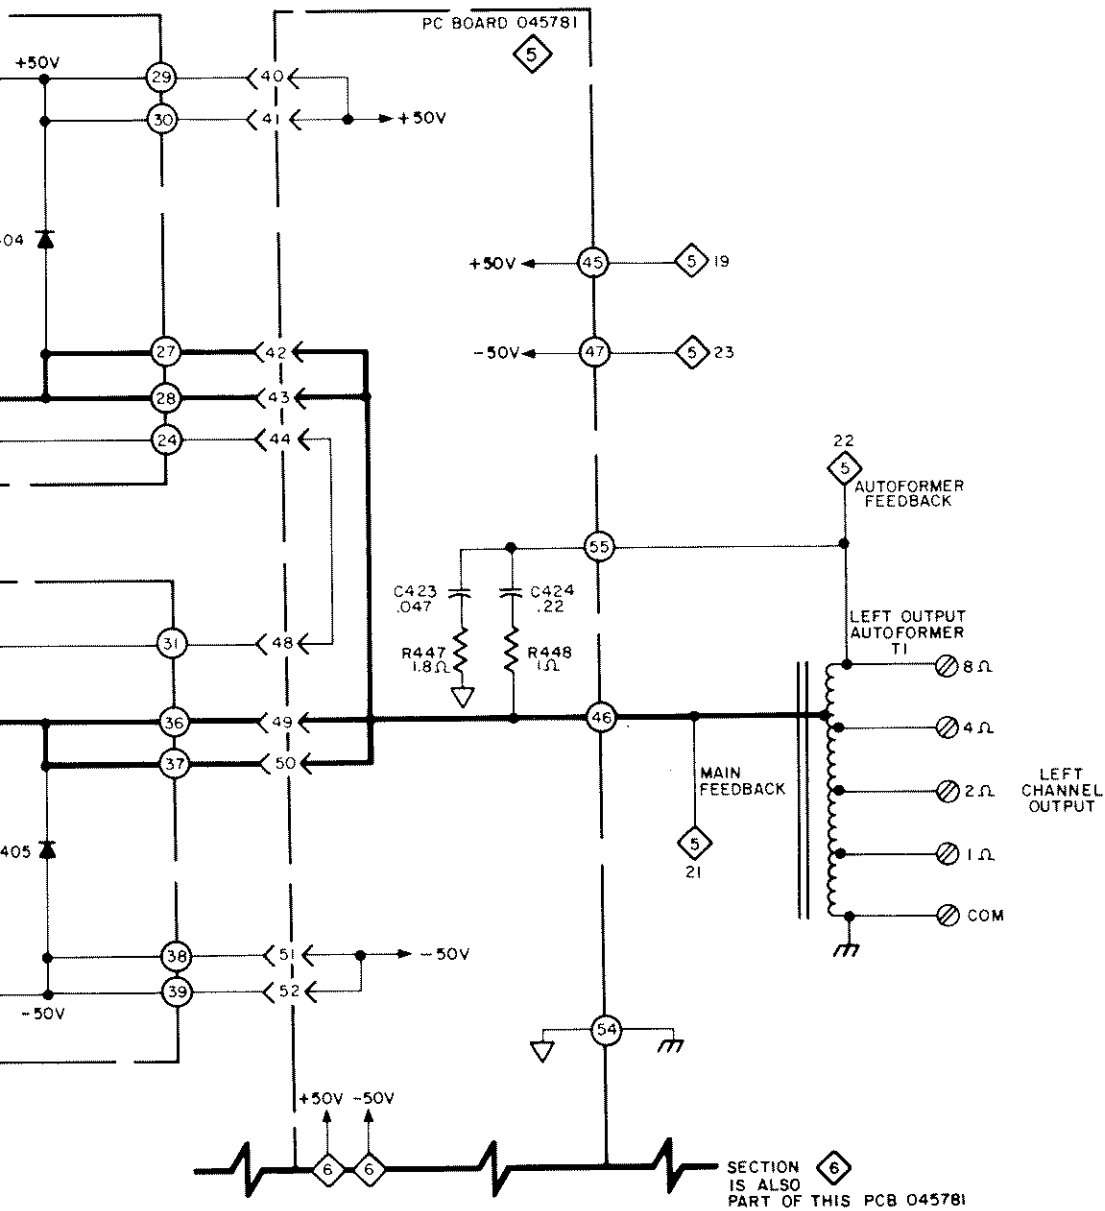 PC BOARD 045781
5
+50V
29
40
30
41
+50V
404
+50V
45
5
19
27
42
-50V
47
5
23
28
43
24
44
22
5
AUTOFORMER
FEEDBACK
55
C423
.047
C424
.22
LEFT OUTPUT
AUTOFORMER
T1
31
48
R447
1.8Ω
R448
1Ω
8Ω
36
49
46
4Ω
37
50
MAIN
FEEDBACK
2Ω
LEFT
CHANNEL
OUTPUT
405
5
21
1Ω
COM
38
51
-50V
39
52
-50V
54
+50V -50V
6
6
SECTION 6
IS ALSO
PART OF THIS PCB 045781